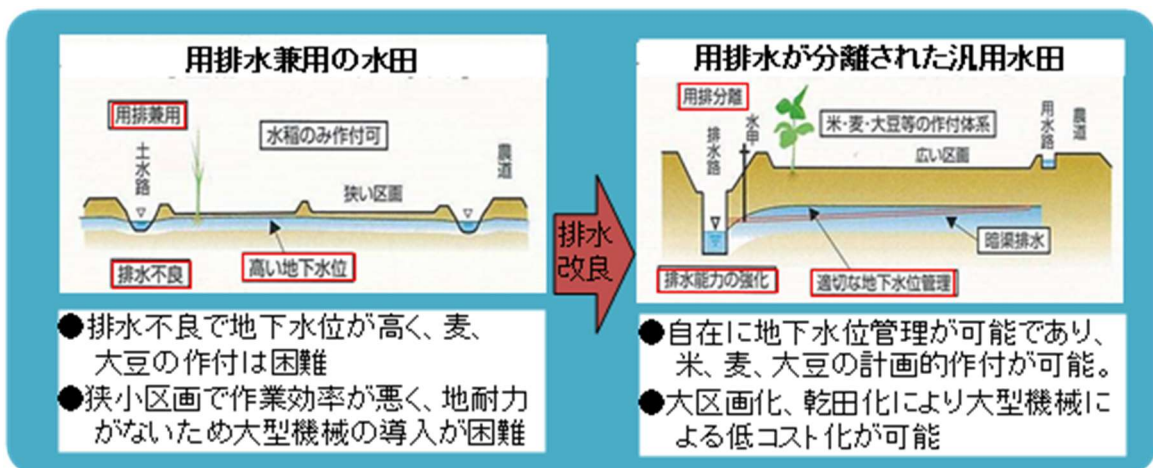 用排水兼用の水田
用排兼用
水稲のみ作付可
土水路
狭い区画
農道
排水不良
高い地下水位
●排水不良で地下水位が高く、麦、
大豆の作付は困難
●狭小区画で作業効率が悪く、地耐力
がないため大型機械の導入が困難
排水
改良
用排水が分離された汎用水田
用排分離
排水路
水甲
米・麦・大豆等の作付体系
広い区画
用水路
農道
暗渠排水
排水能力の強化
適切な地下水位管理
●自在に地下水位管理が可能であり、
米、麦、大豆の計画的作付が可能。
●大区画化、乾田化により大型機械に
よる低コスト化が可能